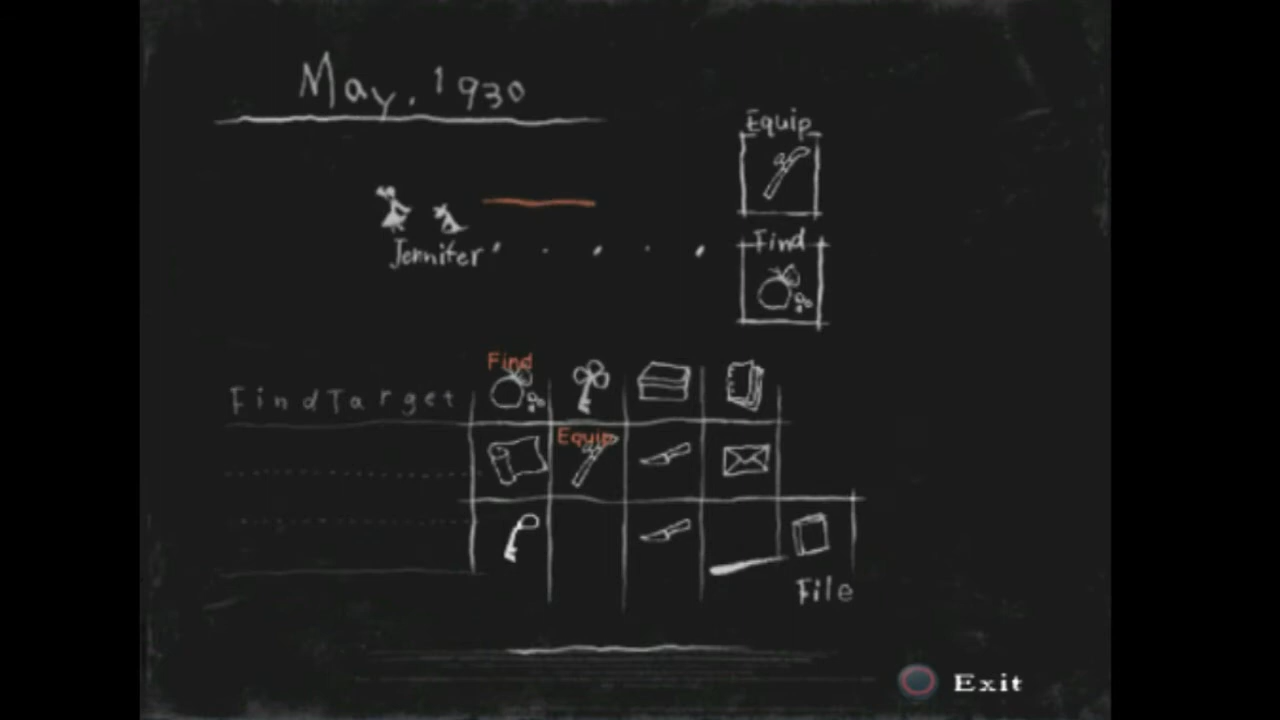 May, 1930
Equip
Jennifer
Find
Find
FindTarget
Equip
File
Exit